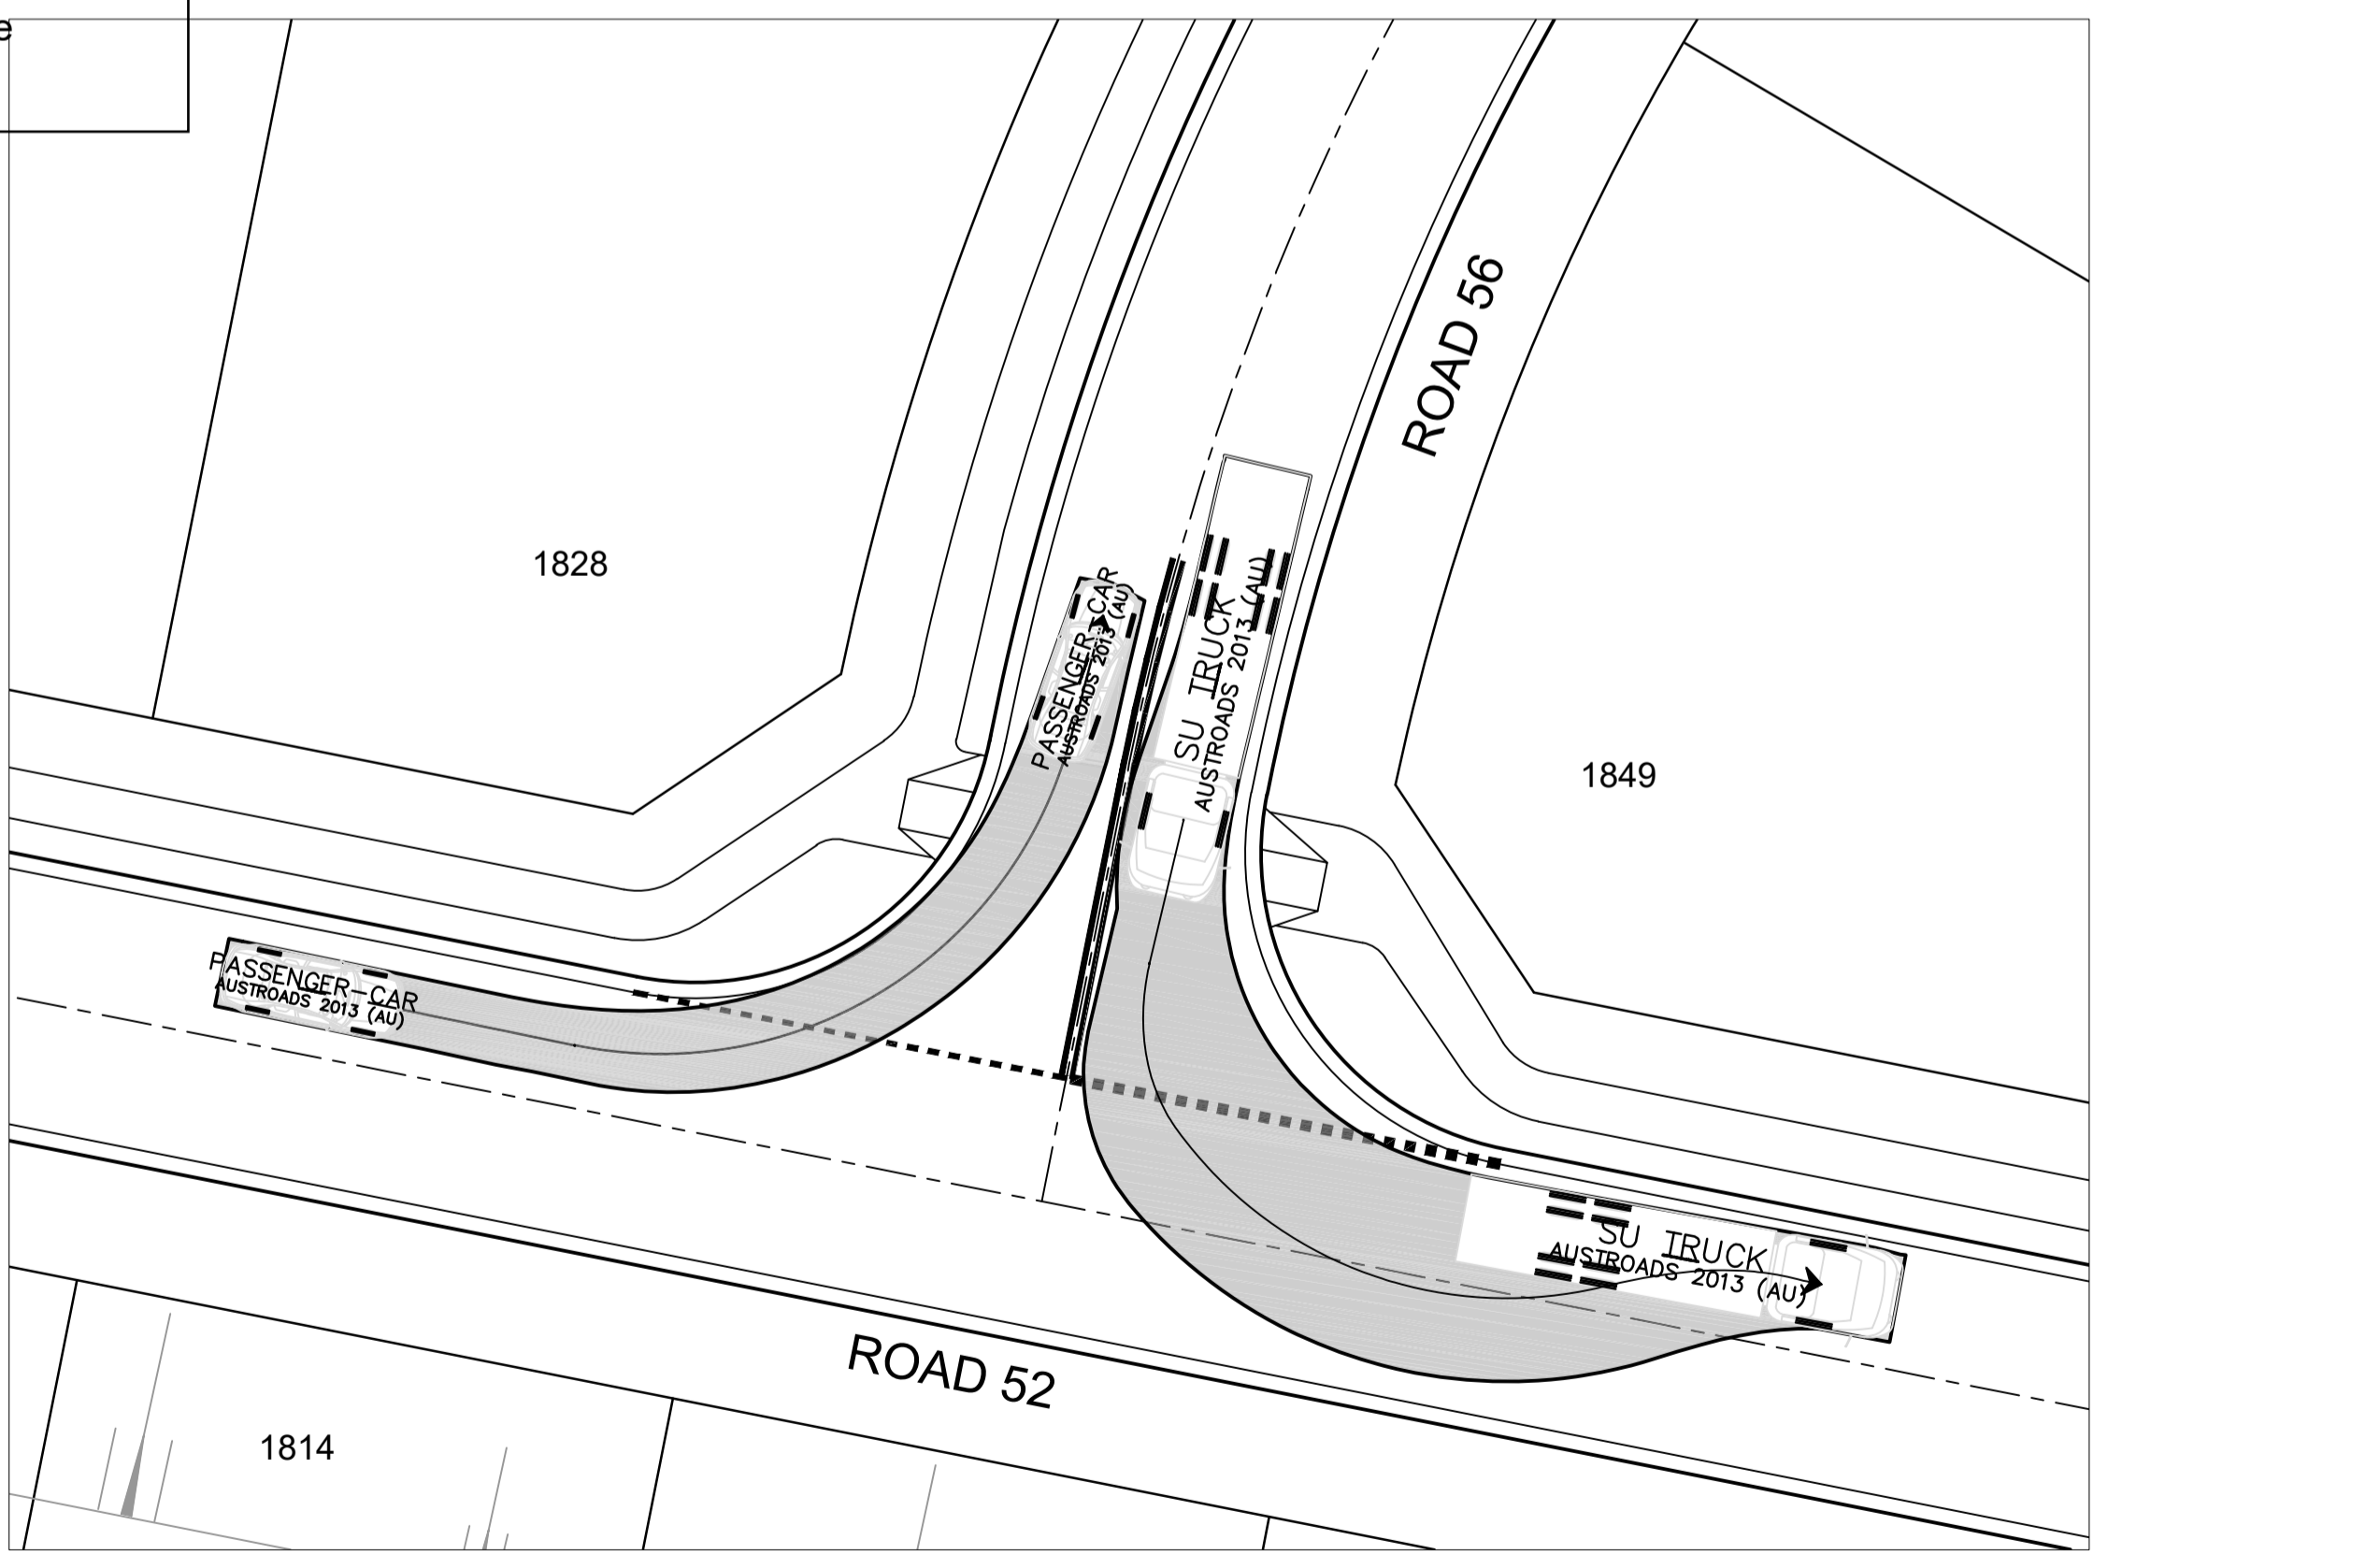 e
ROAD 56
1828
PASSENGER-CAR
AUSTROADS 2013 (AU)
SU TRUCK
AUSTROADS 2013 (AU)
1849
PASSENGER-CAR
AUSTROADS 2013 (AU)
SU TRUCK
AUSTROADS 2013 (AU)
ROAD 52
1814